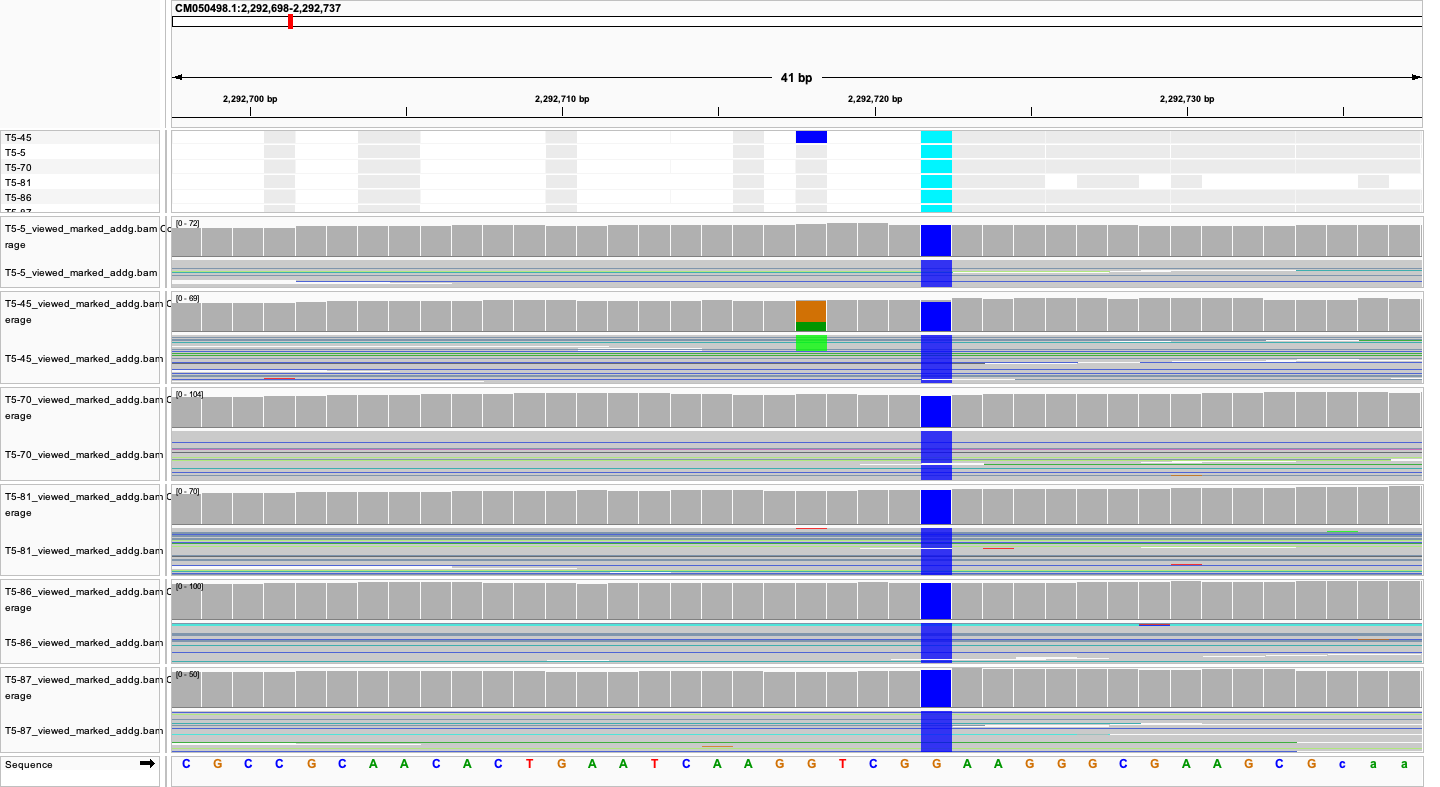 CM050498.1:2,292,698-2,292,737
41 bp
2,292,700 bp 2,292,710 bp 2,292,720 bp 2,292,730 bp
T5-45
T5-5
T5-70
T5-81
T5-86
T5-87
T5-5_viewed_marked_addg.bam Co
rage
[0 - 72]
T5-5_viewed_marked_addg.bam
T5-45_viewed_marked_addg.bam C
erage
[0 - 69]
T5-45_viewed_marked_addg.bam
T5-70_viewed_marked_addg.bam C
erage
[0 - 104]
T5-70_viewed_marked_addg.bam
T5-81_viewed_marked_addg.bam C
erage
[0 - 70]
T5-81_viewed_marked_addg.bam
T5-86_viewed_marked_addg.bam C
erage
[0 - 100]
T5-86_viewed_marked_addg.bam
T5-87_viewed_marked_addg.bam C
erage
[0 - 50]
T5-87_viewed_marked_addg.bam
Sequence C G C C G C A A C A C T G A A T C A A G G T C G G A A G G G C G A A G C G c a a